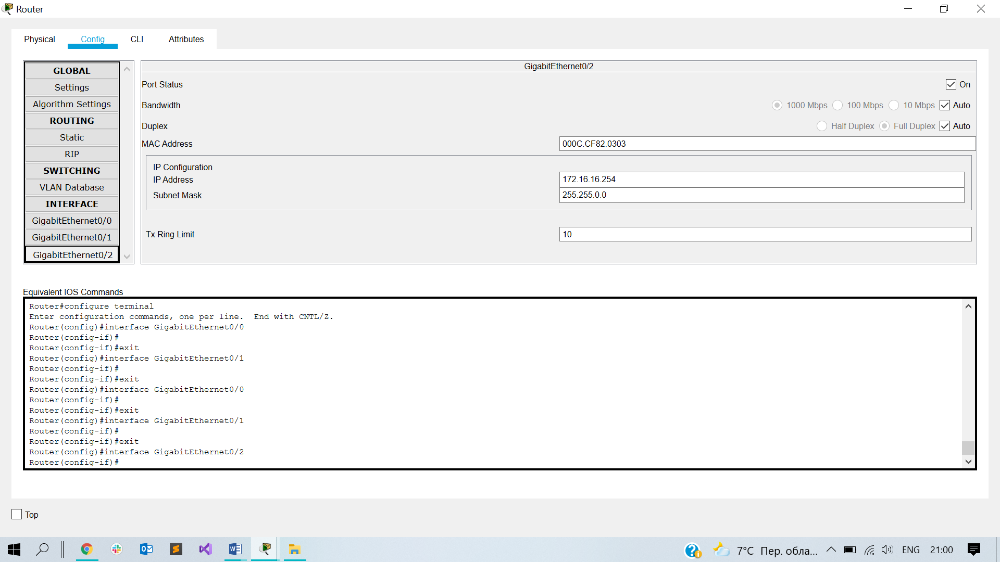 Router
Physical
Config
CLI
Attributes
GLOBAL
Settings
Algorithm Settings
ROUTING
Static
RIP
SWITCHING
VLAN Database
INTERFACE
GigabitEthernet0/0
GigabitEthernet0/1
GigabitEthernet0/2
GigabitEthernet0/2
Port Status
On
Bandwidth
1000 Mbps
100 Mbps
10 Mbps
Auto
Duplex
Half Duplex
Full Duplex
Auto
MAC Address
000C.CF82.0303
IP Configuration
IP Address
172.16.16.254
Subnet Mask
255.255.0.0
Tx Ring Limit
10
Equivalent IOS Commands
Router#configure terminal
Enter configuration commands, one per line.  End with CNTL/Z.
Router(config)#interface GigabitEthernet0/0
Router(config-if)#
Router(config-if)#exit
Router(config)#interface GigabitEthernet0/1
Router(config-if)#
Router(config-if)#exit
Router(config)#interface GigabitEthernet0/0
Router(config-if)#
Router(config-if)#exit
Router(config)#interface GigabitEthernet0/1
Router(config-if)#
Router(config-if)#exit
Router(config)#interface GigabitEthernet0/2
Router(config-if)#
Top
7°C Пер. обла...
ENG
21:00